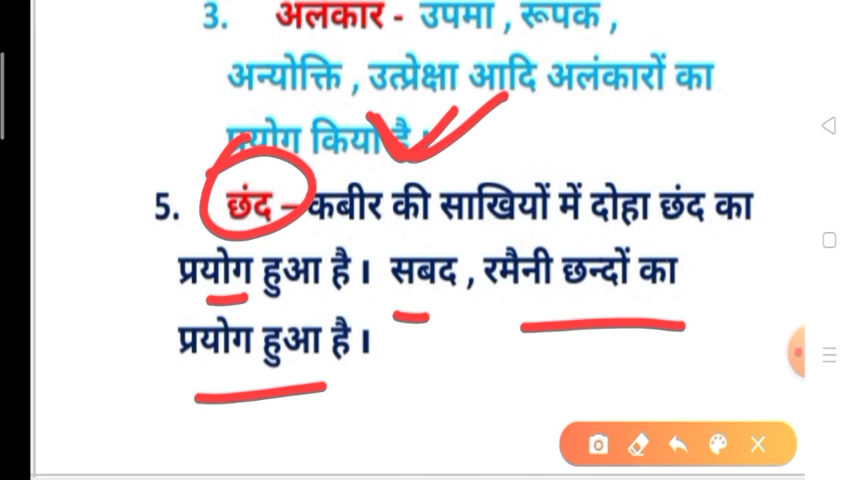 3. अलंकार - उपमा , रूपक ,
अन्योक्ति , उत्प्रेक्षा आदि अलंकारों का
प्रयोग किया है ।
5. छंद – कबीर की साखियों में दोहा छंद का
प्रयोग हुआ है । सबद , रमैनी छन्दों का
प्रयोग हुआ है ।